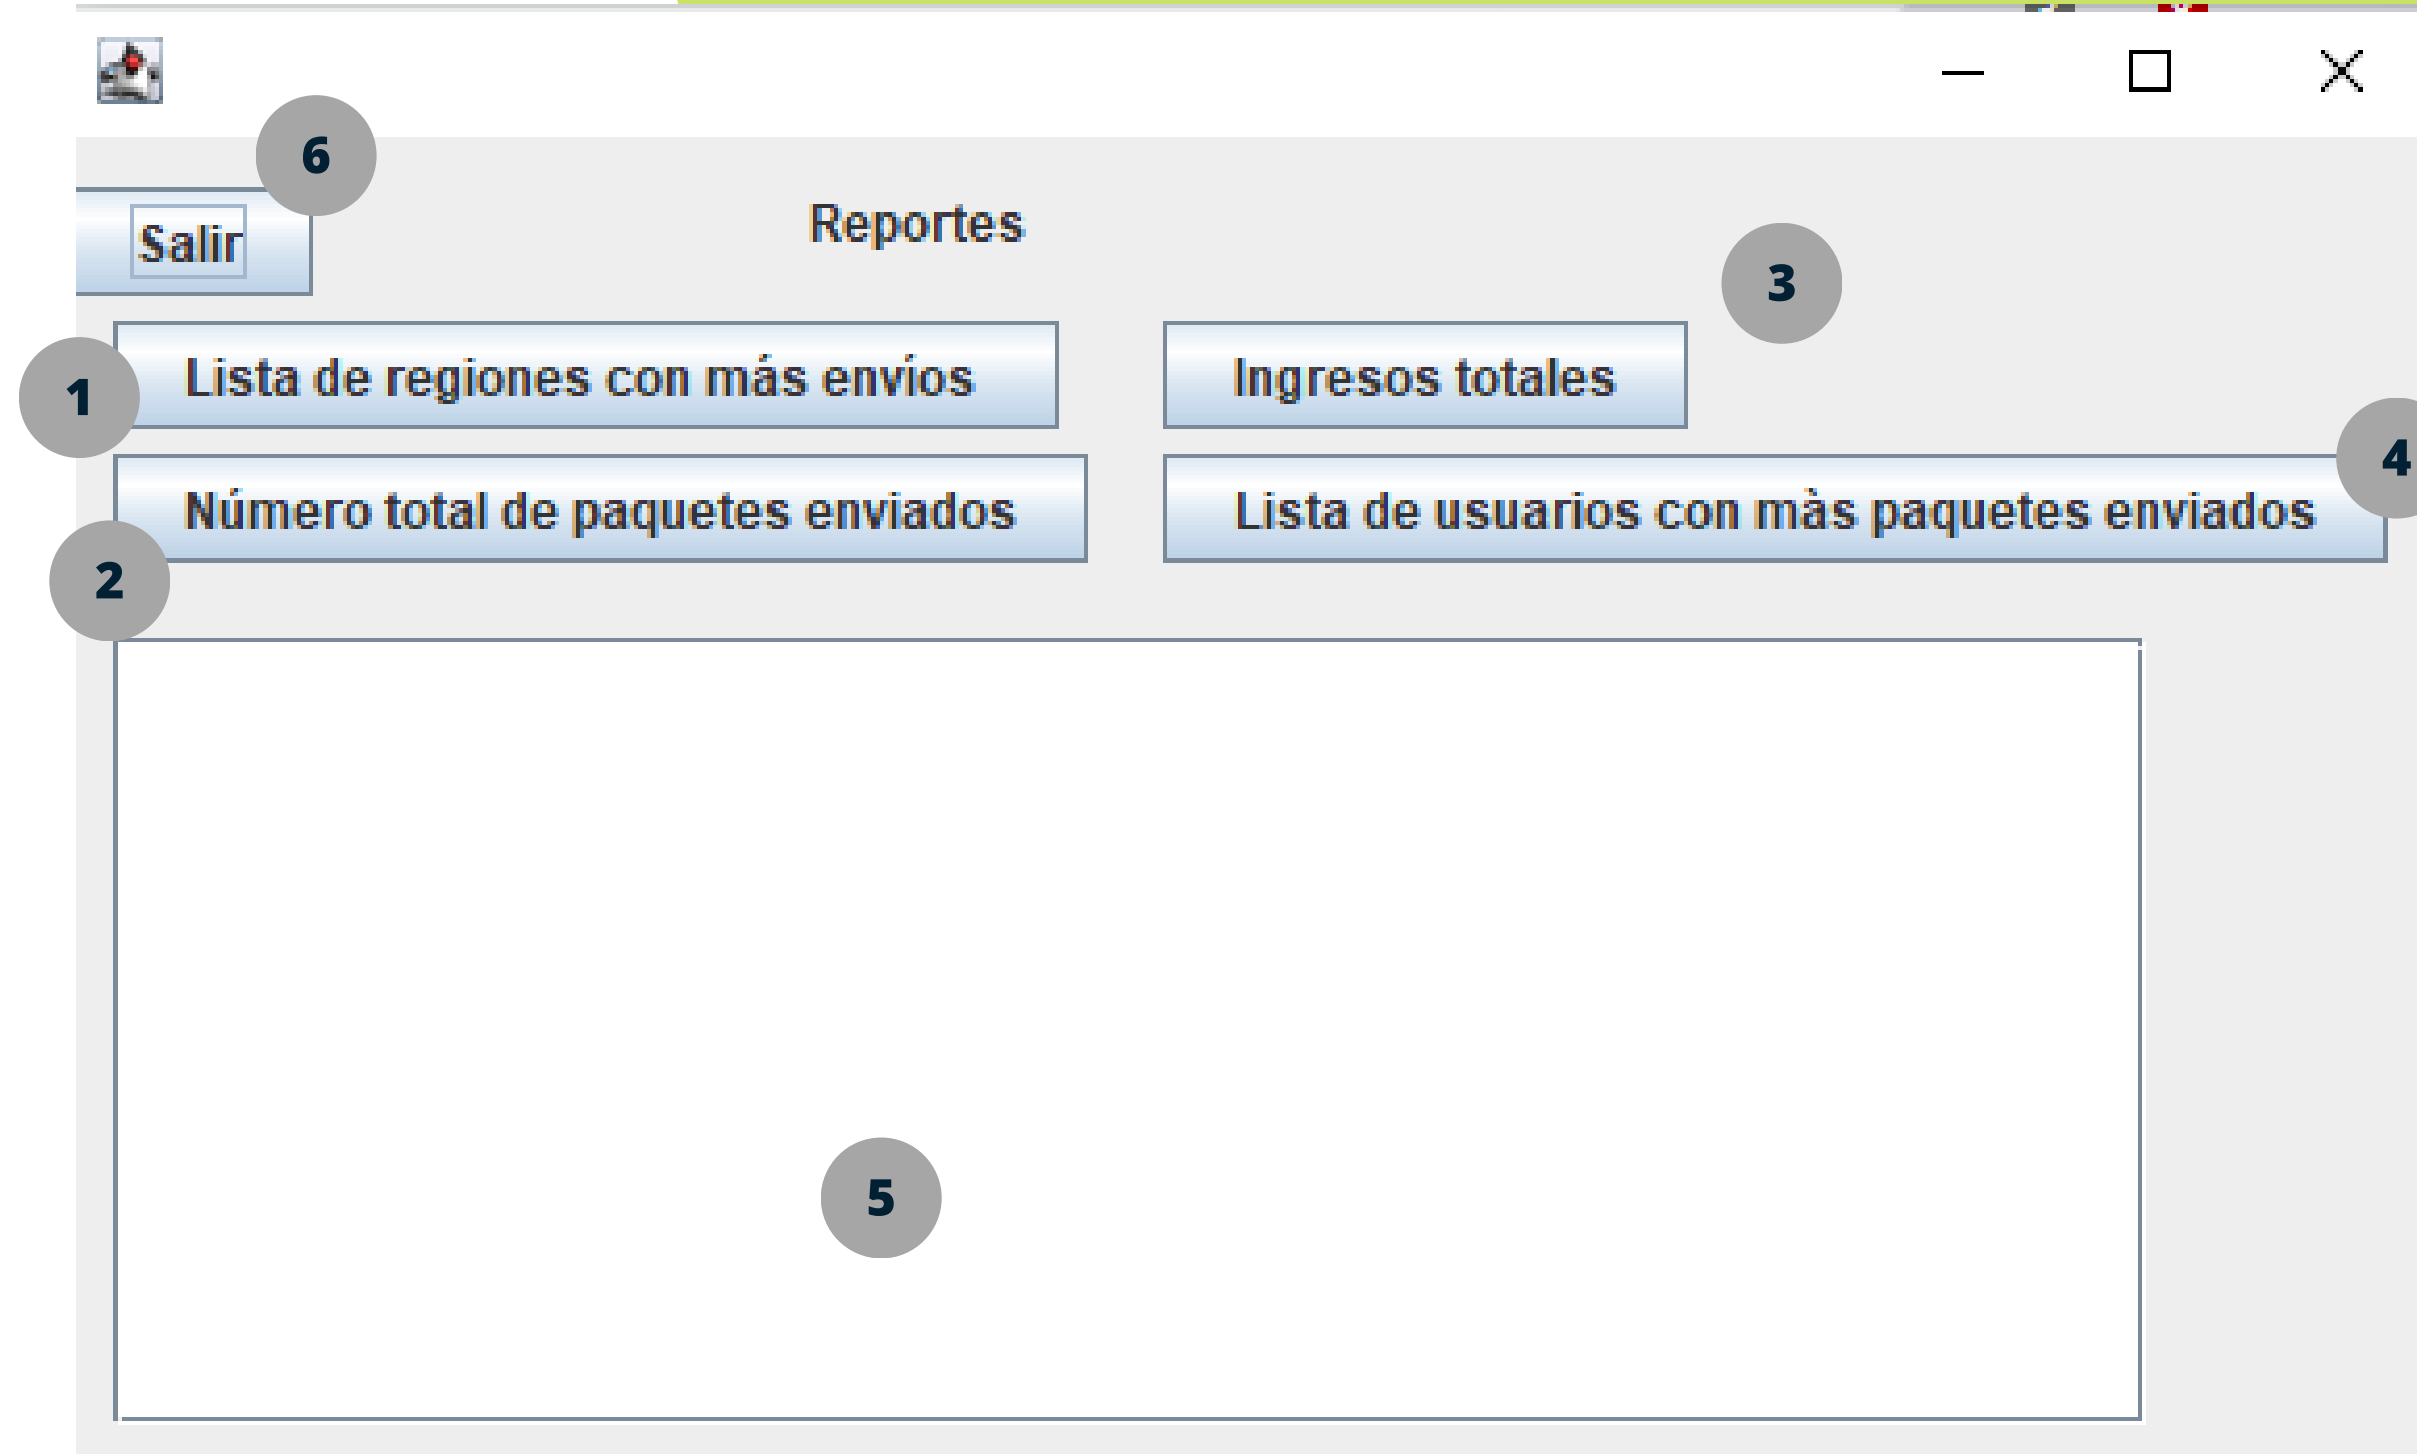 6
Salir
Reportes
3
1
Lista de regiones con más envíos
Ingresos totales
4
Número total de paquetes enviados
Lista de usuarios con màs paquetes enviados
2
5